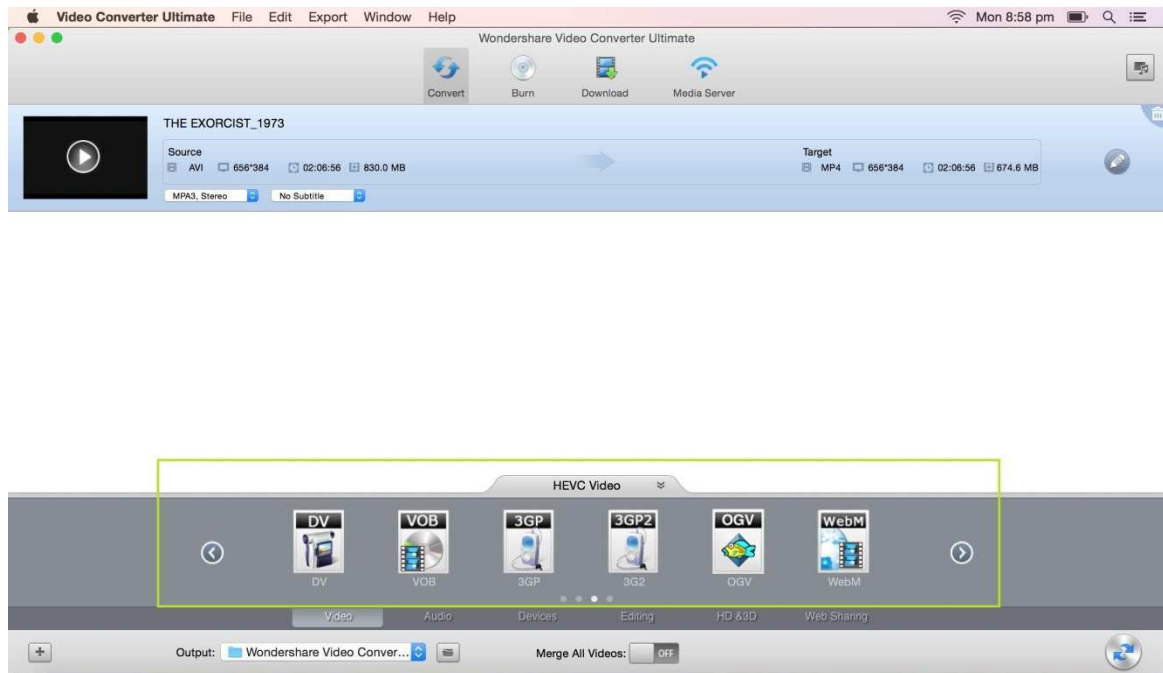 Video Converter Ultimate File Edit Export Window Help Mon 8:58 pm
Wondershare Video Converter Ultimate
Convert Burn Download Media Server
THE EXORCIST_1973
Source Target
AVI 656*384 02:06:56 830.0 MB MP4 656*384 02:06:56 674.6 MB
MPA3, Stereo No Subtitle
HEVC Video
DV VOB 3GP 3GP2 OGV WebM
DV VOB 3GP 3G2 OGV WebM
Video Audio Devices Editing HD &3D Web Sharing
Output: Wondershare Video Conver... Merge All Videos: OFF